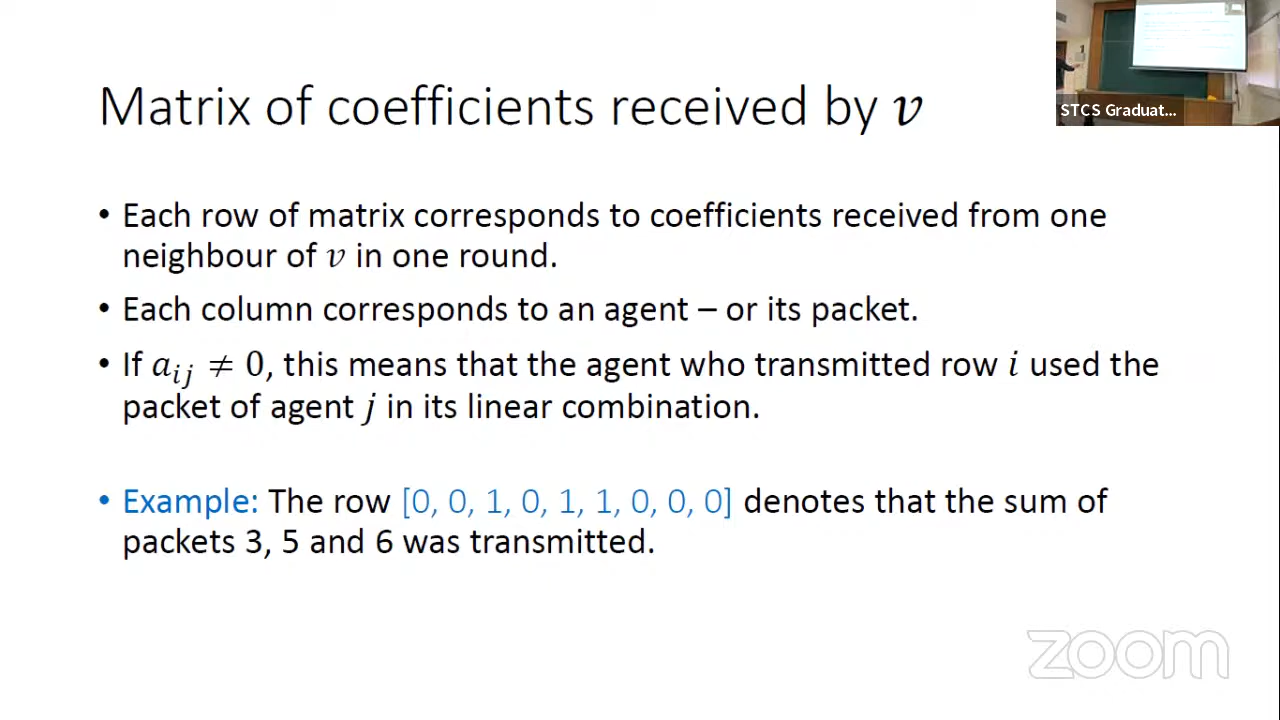 Matrix of coefficients received by v
STCS Graduat...
• Each row of matrix corresponds to coefficients received from one
neighbour of v in one round.
• Each column corresponds to an agent – or its packet.
• If a_{ij} ≠ 0, this means that the agent who transmitted row i used the
packet of agent j in its linear combination.
• Example: The row [0, 0, 1, 0, 1, 1, 0, 0, 0] denotes that the sum of
packets 3, 5 and 6 was transmitted.
zoom